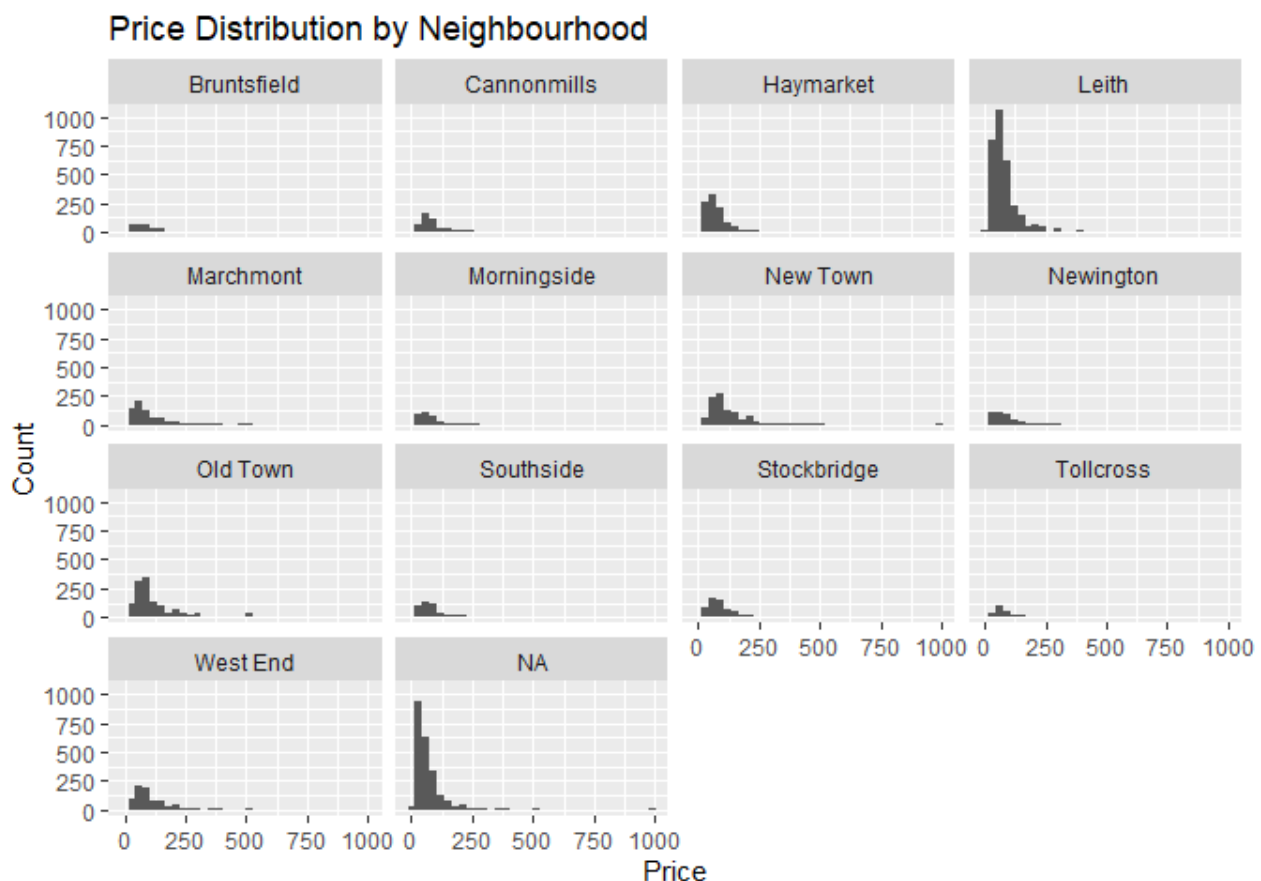 Price Distribution by Neighbourhood
Bruntsfield Cannonmills Haymarket Leith
1000
750
500
250
0
Marchmont Morningside New Town Newington
1000
750
500
250
0
Count
Old Town Southside Stockbridge Tollcross
1000
750
500
250
0
0 250 500 750 1000 0 250 500 750 1000
West End NA
1000
750
500
250
0
0 250 500 750 1000 0 250 500 750 1000
Price